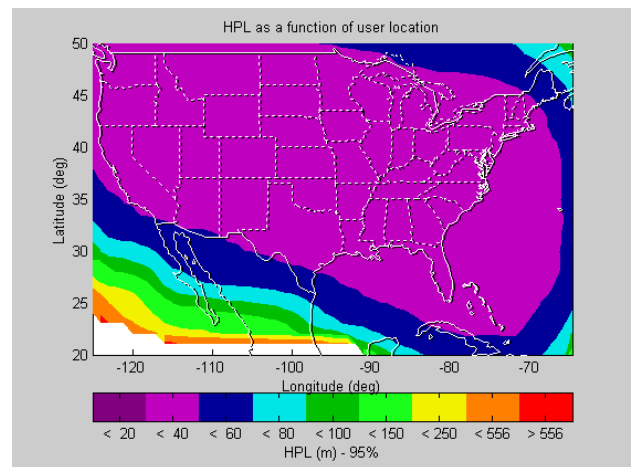 HPL as a function of user location
50
45
40
35
30
25
20
Latitude (deg)
-120 -110 -100 -90 -80 -70
Longitude (deg)
< 20 < 40 < 60 < 80 < 100 < 150 < 250 < 556 > 556
HPL (m) - 95%